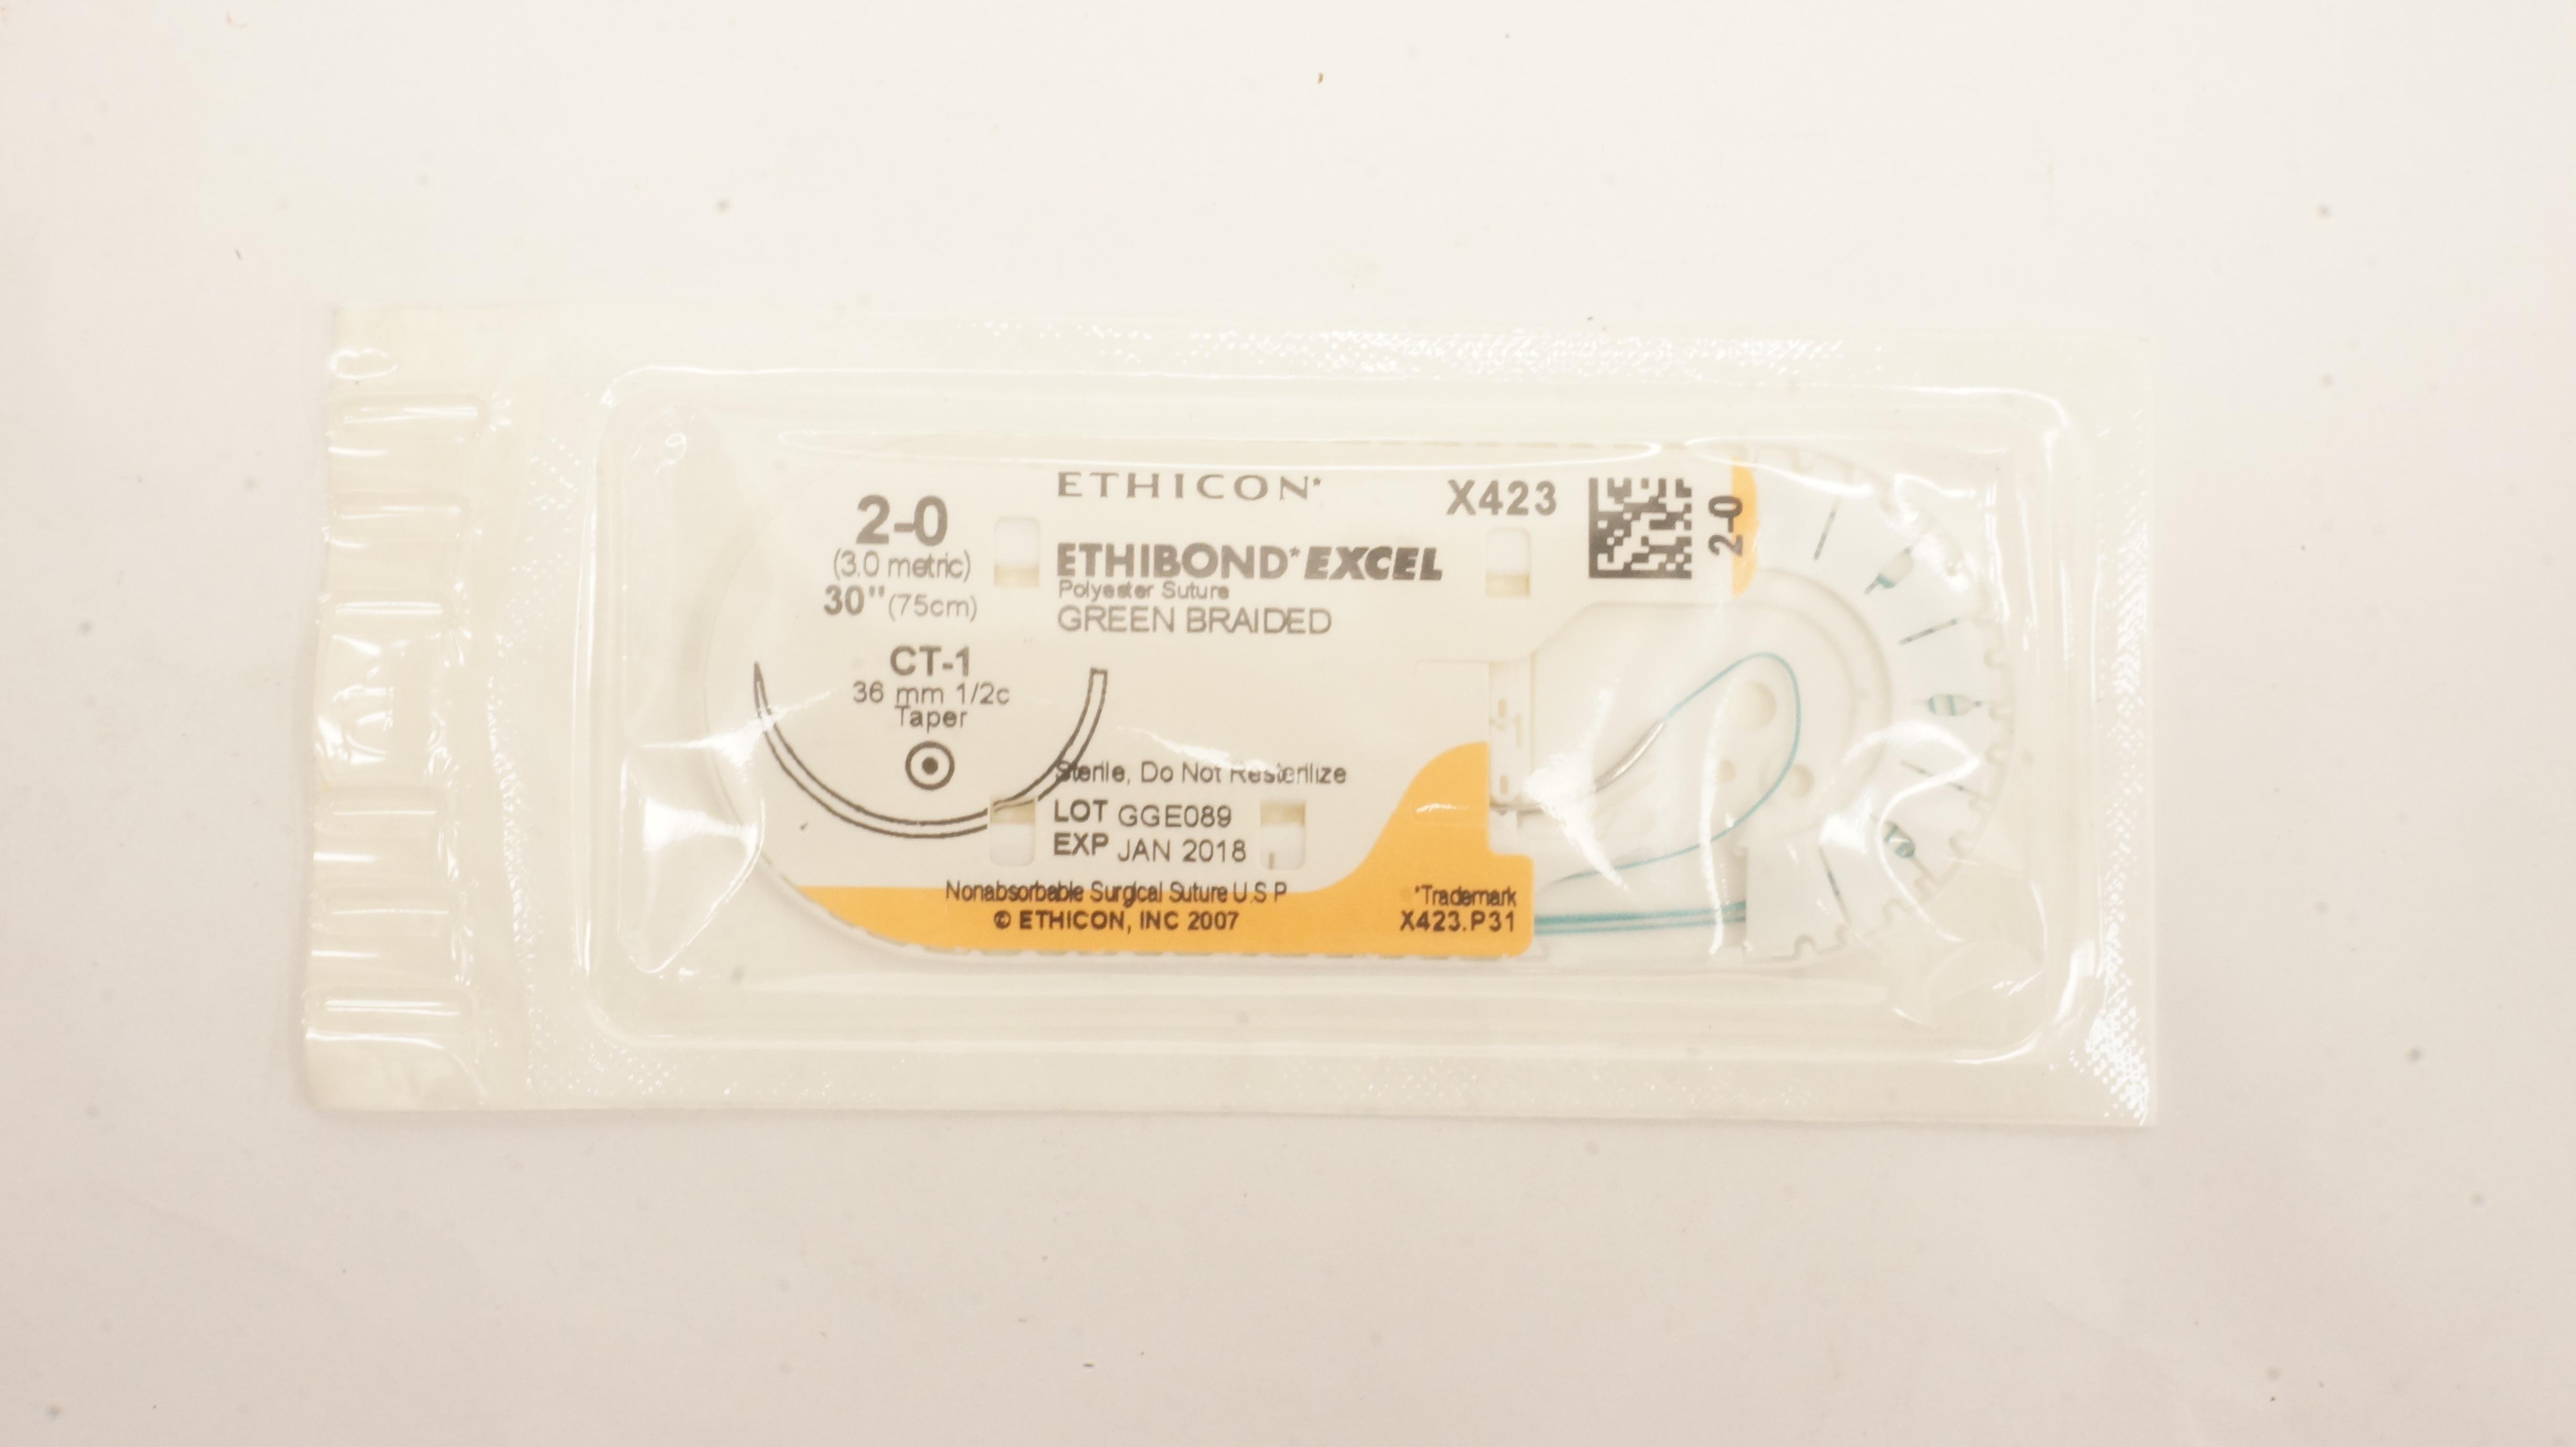 ETHICON*
X423
2-0
2-0
(3.0 metric)
30" (75cm)
ETHIBOND* EXCEL
Polyester Suture
GREEN BRAIDED
CT-1
36 mm 1/2c
Taper
Sterile, Do Not Resterilize
LOT GGE089
EXP JAN 2018
Nonabsorbable Surgical Suture U.S.P
© ETHICON, INC 2007
*Trademark
X423.P31